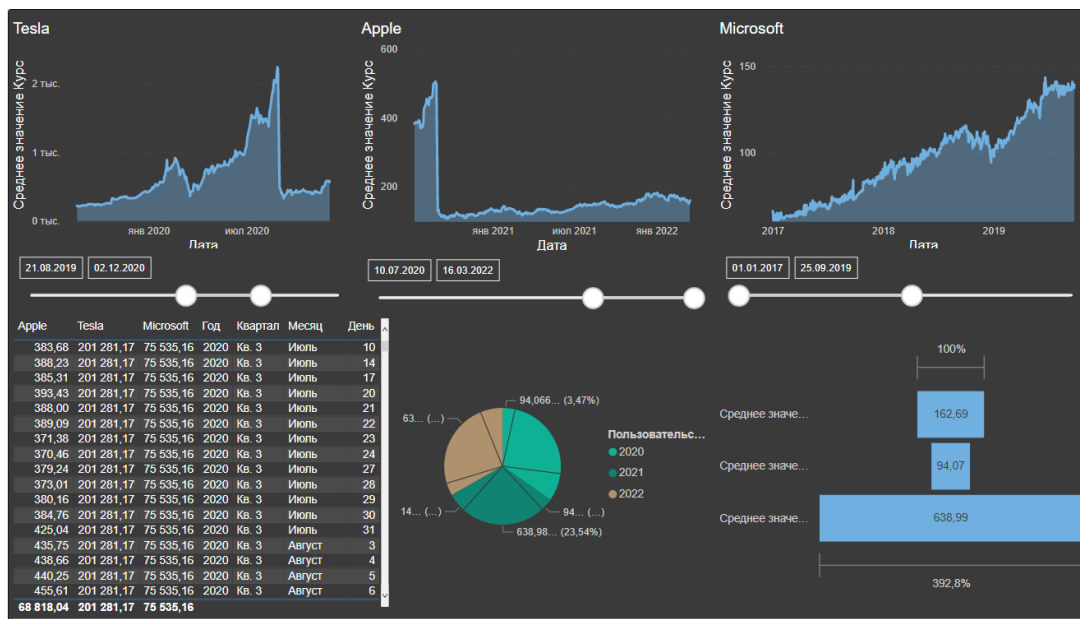 Tesla
Среднее значение Курс
2 тыс.
1 тыс.
0 тыс.
янв 2020 июл 2020
Дата
21.08.2019 02.12.2020
Apple
Среднее значение Курс
600
400
200
янв 2021 июл 2021 янв 2022
Дата
10.07.2020 16.03.2022
Microsoft
Среднее значение Курс
150
100
2017 2018 2019
Дата
01.01.2017 25.09.2019
Apple Tesla Microsoft Год Квартал Месяц День
383,68 201 281,17 75 535,16 2020 Кв. 3 Июль 10
388,23 201 281,17 75 535,16 2020 Кв. 3 Июль 14
385,31 201 281,17 75 535,16 2020 Кв. 3 Июль 17
393,43 201 281,17 75 535,16 2020 Кв. 3 Июль 20
388,00 201 281,17 75 535,16 2020 Кв. 3 Июль 21
389,09 201 281,17 75 535,16 2020 Кв. 3 Июль 22
371,38 201 281,17 75 535,16 2020 Кв. 3 Июль 23
370,46 201 281,17 75 535,16 2020 Кв. 3 Июль 24
379,24 201 281,17 75 535,16 2020 Кв. 3 Июль 27
373,01 201 281,17 75 535,16 2020 Кв. 3 Июль 28
380,16 201 281,17 75 535,16 2020 Кв. 3 Июль 29
384,76 201 281,17 75 535,16 2020 Кв. 3 Июль 30
425,04 201 281,17 75 535,16 2020 Кв. 3 Июль 31
435,75 201 281,17 75 535,16 2020 Кв. 3 Август 3
438,66 201 281,17 75 535,16 2020 Кв. 3 Август 4
440,25 201 281,17 75 535,16 2020 Кв. 3 Август 5
455,61 201 281,17 75 535,16 2020 Кв. 3 Август 6
68 818,04 201 281,17 75 535,16
94,066... (3,47%)
63... (...)
14... (...)
94... (...)
638,98... (23,54%)
Пользовательс...
2020
2021
2022
100%
Среднее значе... 162,69
Среднее значе... 94,07
Среднее значе... 638,99
392,8%